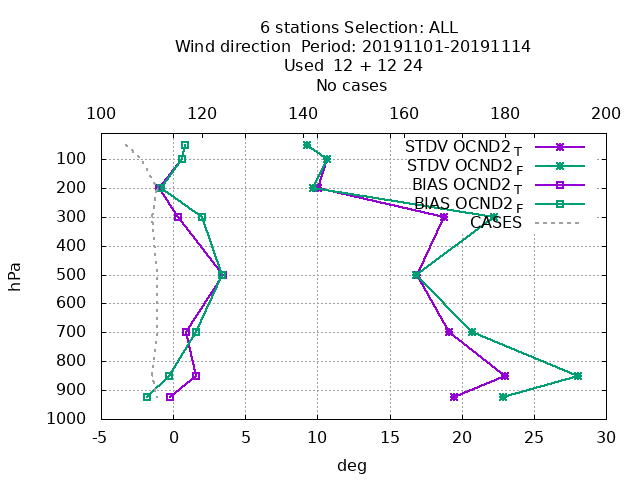 6 stations Selection: ALL
Wind direction  Period: 20191101-20191114
Used  12 + 12 24
No cases
100 120 140 160 180 200
STDV OCND2 T
STDV OCND2 F
BIAS OCND2 T
BIAS OCND2 F
CASES
100
200
300
400
500
600
700
800
900
1000
hPa
-5 0 5 10 15 20 25 30
deg